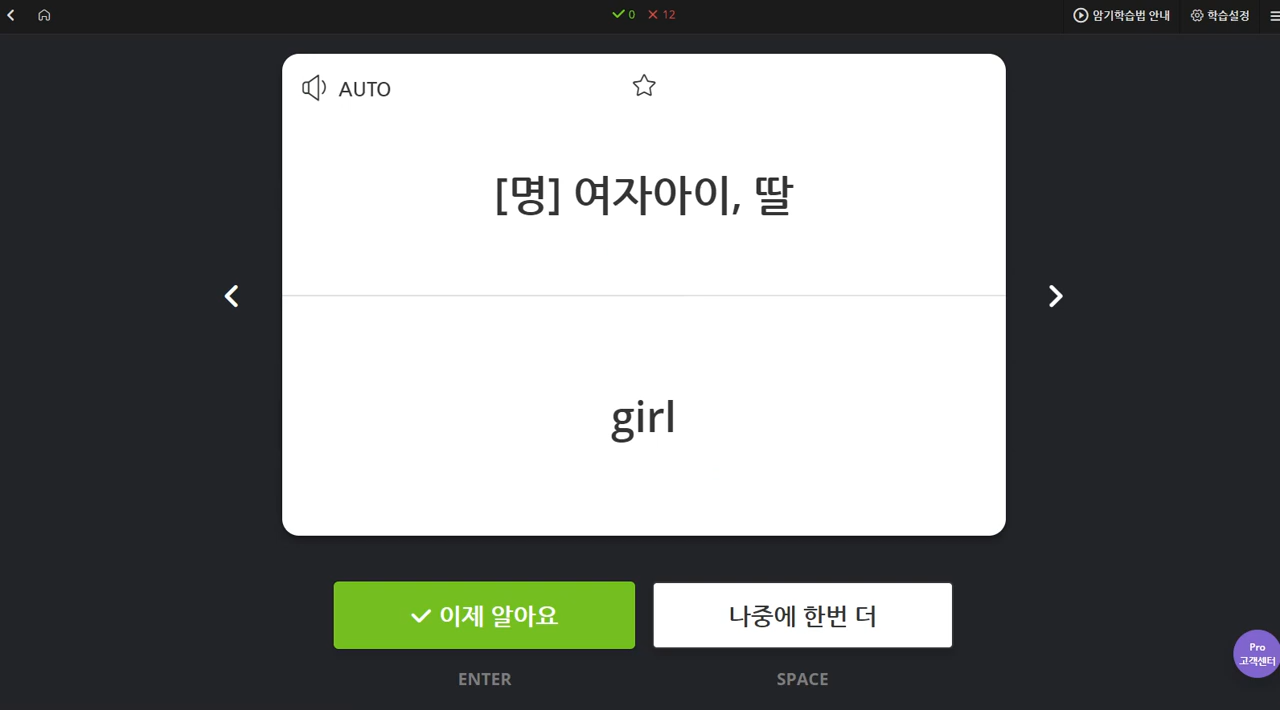 0 12
암기학습법 안내
학습설정
AUTO
[명] 여자아이, 딸
girl
이제 알아요
나중에 한번 더
ENTER
SPACE
Pro
고객센터